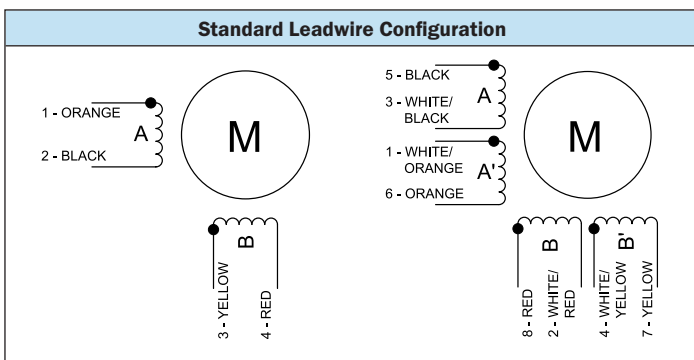 Standard Leadwire Configuration
1 - ORANGE
A
2 - BLACK
M
B
3 - YELLOW
4 - RED
5 - BLACK
3 - WHITE/
BLACK
A
1 - WHITE/
ORANGE
A'
6 - ORANGE
M
B
B'
8 - RED
2 - WHITE/
RED
4 - WHITE/
YELLOW
7 - YELLOW